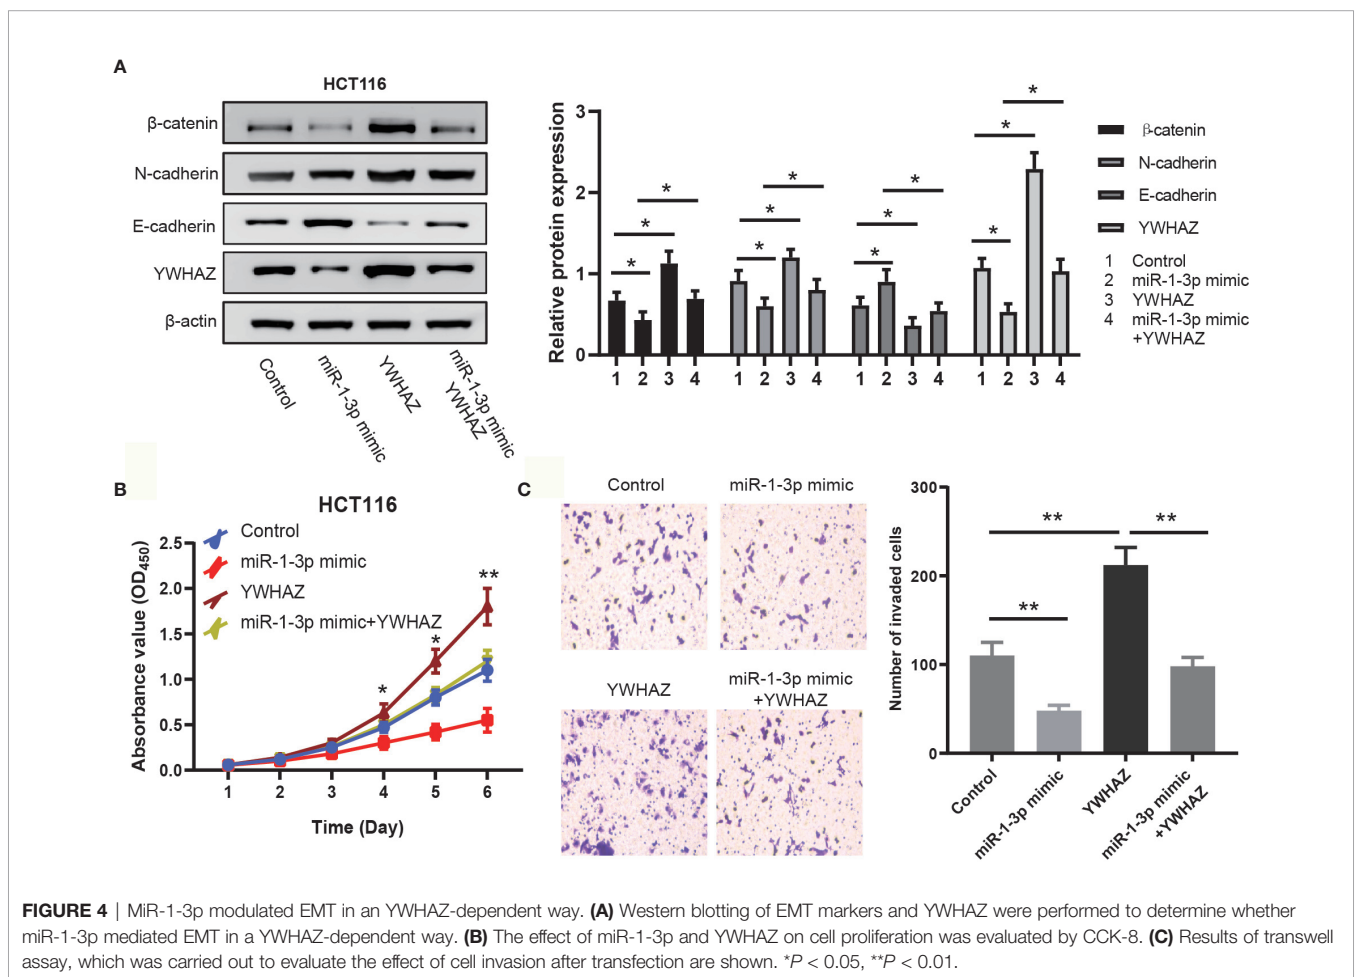 A
HCT116
β-catenin
N-cadherin
E-cadherin
YWHAZ
β-actin
Control
miR-1-3p mimic
YWHAZ
miR-1-3p mimic
YWHAZ
Relative protein expression
3
2
1
0
* * * * * * * * * * * *
1 2 3 4 1 2 3 4 1 2 3 4 1 2 3 4
β-catenin
N-cadherin
E-cadherin
YWHAZ
1 Control
2 miR-1-3p mimic
3 YWHAZ
4 miR-1-3p mimic
+YWHAZ
B
HCT116
Control
miR-1-3p mimic
YWHAZ
miR-1-3p mimic+YWHAZ
Absorbance value (OD450)
2.5
2.0
1.5
1.0
0.5
0.0
* * **
1 2 3 4 5 6
Time (Day)
C
Control miR-1-3p mimic
YWHAZ miR-1-3p mimic
+YWHAZ
Number of invaded cells
300
200
100
0
** ** **
Control
miR-1-3p mimic
YWHAZ
miR-1-3p mimic
+YWHAZ
FIGURE 4 | MiR-1-3p modulated EMT in an YWHAZ-dependent way. (A) Western blotting of EMT markers and YWHAZ were performed to determine whether
miR-1-3p mediated EMT in a YWHAZ-dependent way. (B) The effect of miR-1-3p and YWHAZ on cell proliferation was evaluated by CCK-8. (C) Results of transwell
assay, which was carried out to evaluate the effect of cell invasion after transfection are shown. *P < 0.05, **P < 0.01.